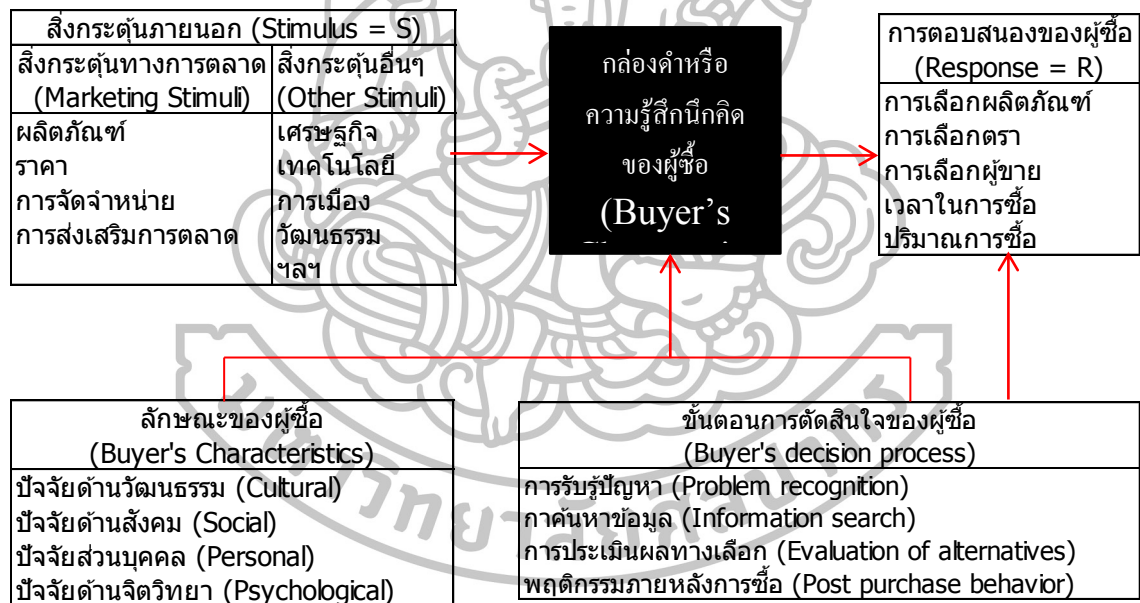 สิ่งกระตุ้นภายนอก (Stimulus = S)
สิ่งกระตุ้นทางการตลาด
(Marketing Stimuli)
สิ่งกระตุ้นอื่นๆ
(Other Stimuli)
ผลิตภัณฑ์
ราคา
การจัดจำหน่าย
การส่งเสริมการตลาด
เศรษฐกิจ
เทคโนโลยี
การเมือง
วัฒนธรรม
ฯลฯ
กล่องดำหรือ
ความรู้สึกนึกคิด
ของผู้ซื้อ
(Buyer's
การตอบสนองของผู้ซื้อ
(Response = R)
การเลือกผลิตภัณฑ์
การเลือกตรา
การเลือกผู้ขาย
เวลาในการซื้อ
ปริมาณการซื้อ
ลักษณะของผู้ซื้อ
(Buyer's Characteristics)
ปัจจัยด้านวัฒนธรรม (Cultural)
ปัจจัยด้านสังคม (Social)
ปัจจัยส่วนบุคคล (Personal)
ปัจจัยด้านจิตวิทยา (Psychological)
ขั้นตอนการตัดสินใจของผู้ซื้อ
(Buyer's decision process)
การรับรู้ปัญหา (Problem recognition)
กาค้นหาข้อมูล (Information search)
การประเมินผลทางเลือก (Evaluation of alternatives)
พฤติกรรมภายหลังการซื้อ (Post purchase behavior)
มหาวิทยาลัยศิลปากร